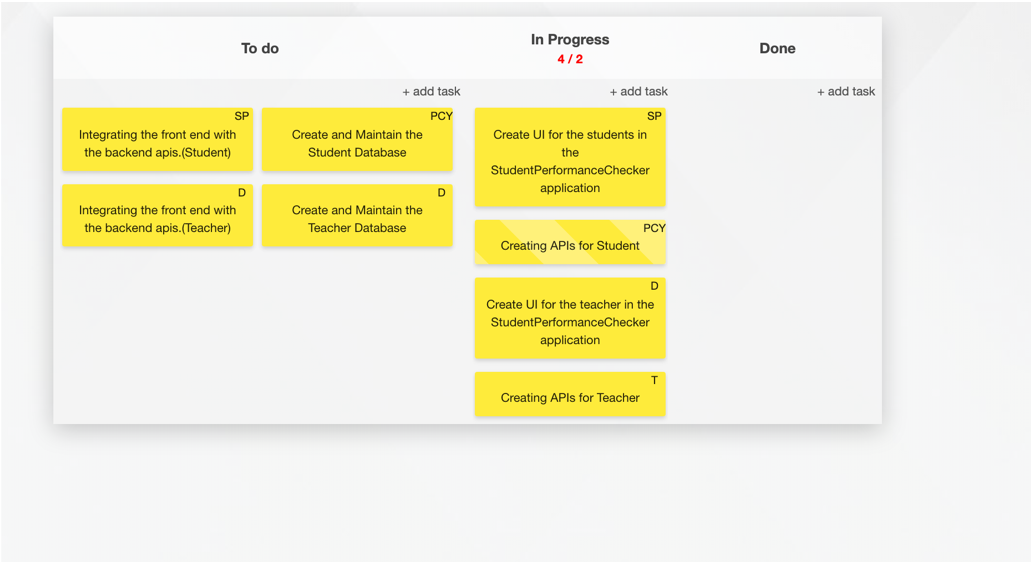 To do
In Progress
4 / 2
Done
+ add task
+ add task
+ add task
SP
Integrating the front end with
the backend apis.(Student)
PCY
Create and Maintain the
Student Database
D
Integrating the front end with
the backend apis.(Teacher)
D
Create and Maintain the
Teacher Database
SP
Create UI for the students in
the
StudentPerformanceChecker
application
PCY
Creating APIs for Student
D
Create UI for the teacher in the
StudentPerformanceChecker
application
T
Creating APIs for Teacher